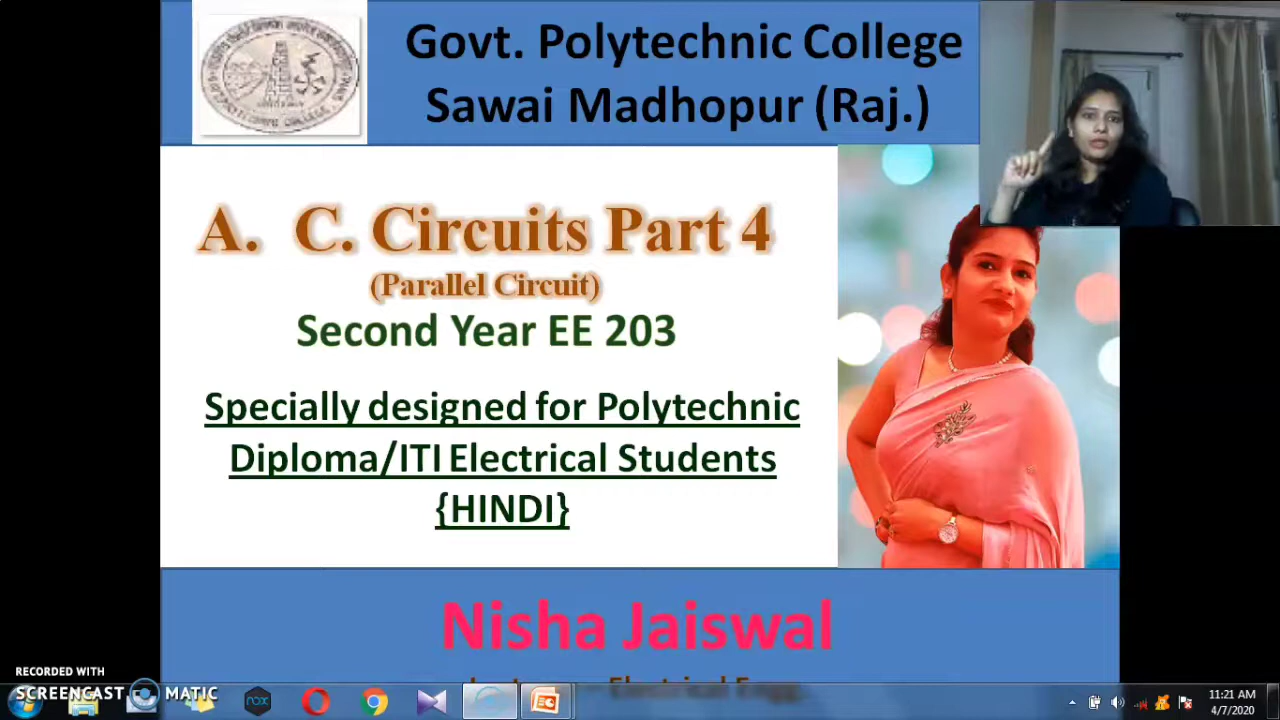 Govt. Polytechnic College
Sawai Madhopur (Raj.)
A. C. Circuits Part 4
(Parallel Circuit)
Second Year EE 203
Specially designed for Polytechnic
Diploma/ITI Electrical Students
{HINDI}
Nisha Jaiswal
RECORDED WITH
SCREENCAST MATIC
nox
11:21 AM
4/7/2020